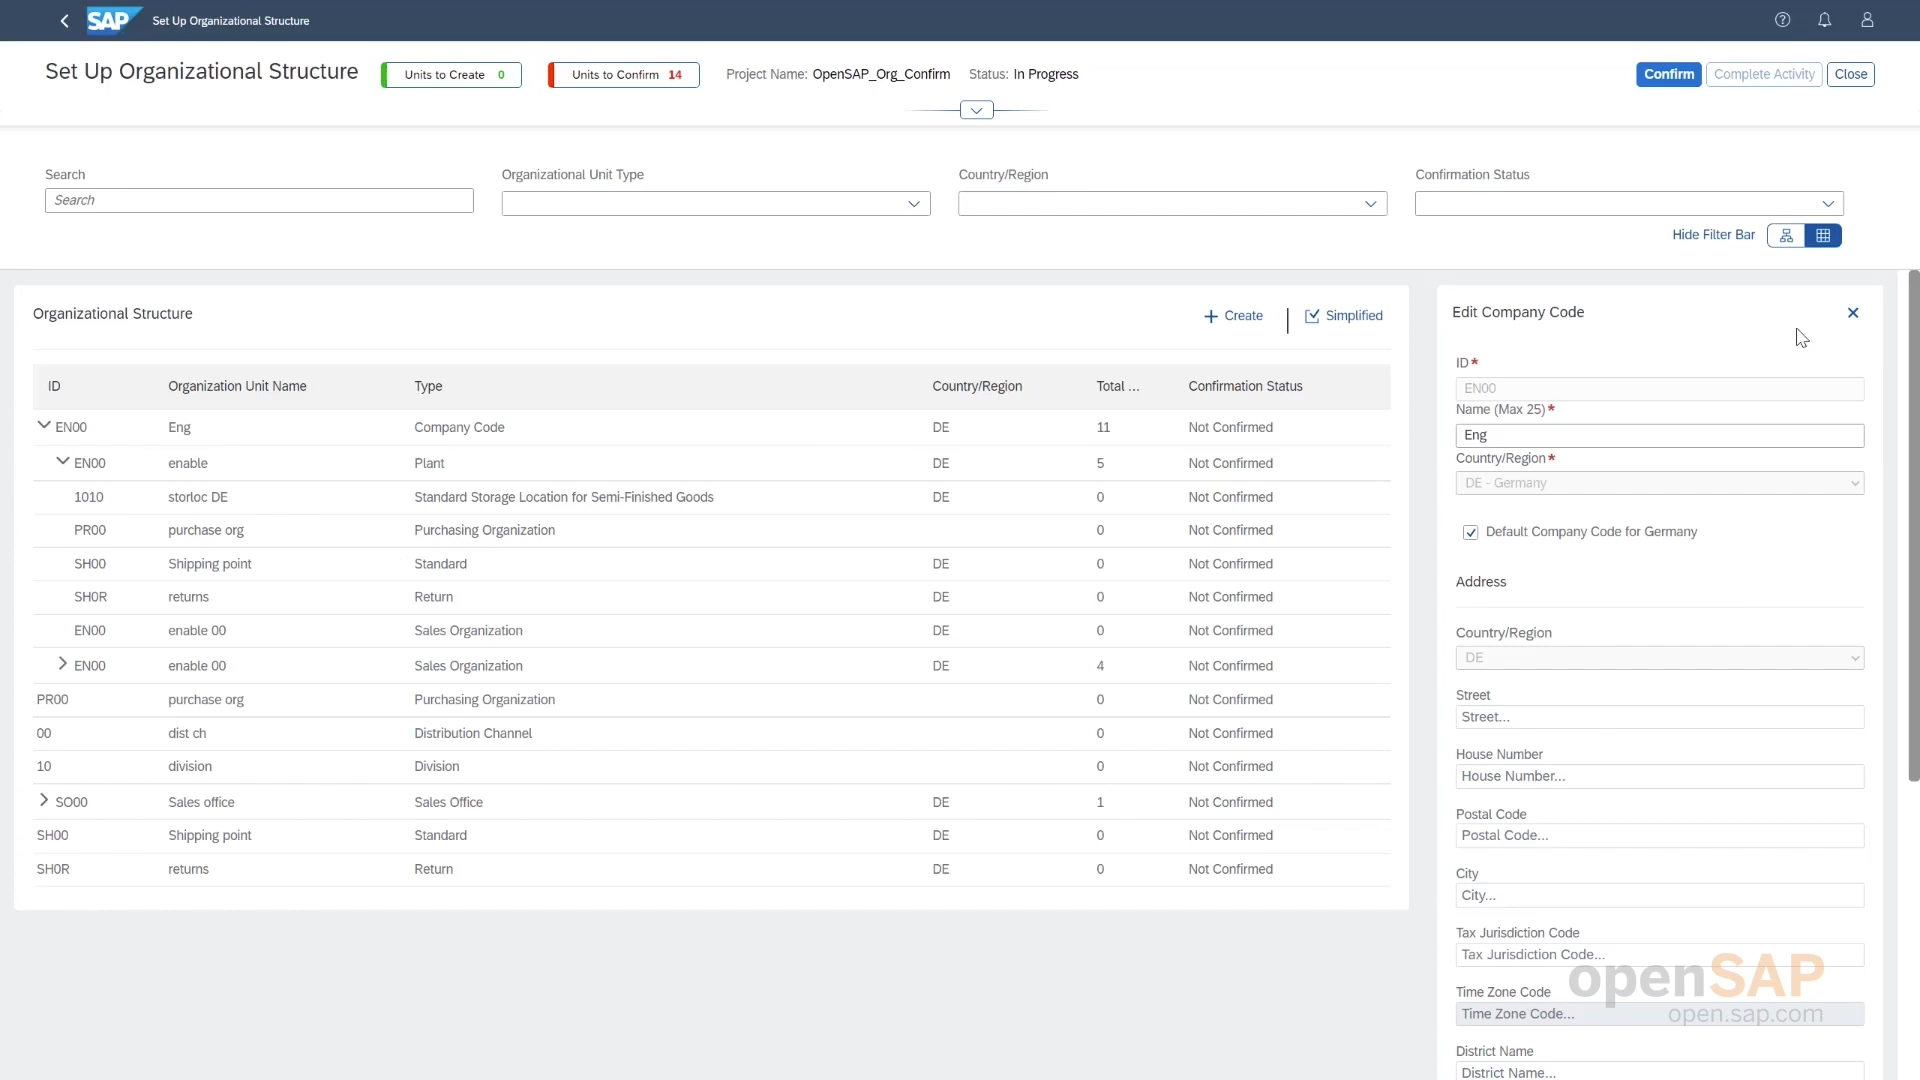 SAP Set Up Organizational Structure
Set Up Organizational Structure Units to Create 0 Units to Confirm 14 Project Name: OpenSAP_Org_Confirm Status: In Progress Confirm Complete Activity Close
Search Organizational Unit Type Country/Region Confirmation Status
Search
Hide Filter Bar
Organizational Structure Create Simplified
ID Organization Unit Name Type Country/Region Total ... Confirmation Status
EN00 Eng Company Code DE 11 Not Confirmed
EN00 enable Plant DE 5 Not Confirmed
1010 storloc DE Standard Storage Location for Semi-Finished Goods DE 0 Not Confirmed
PR00 purchase org Purchasing Organization 0 Not Confirmed
SH00 Shipping point Standard DE 0 Not Confirmed
SH0R returns Return DE 0 Not Confirmed
EN00 enable 00 Sales Organization DE 0 Not Confirmed
EN00 enable 00 Sales Organization DE 4 Not Confirmed
PR00 purchase org Purchasing Organization 0 Not Confirmed
00 dist ch Distribution Channel 0 Not Confirmed
10 division Division 0 Not Confirmed
SO00 Sales office Sales Office DE 1 Not Confirmed
SH00 Shipping point Standard DE 0 Not Confirmed
SH0R returns Return DE 0 Not Confirmed
Edit Company Code
ID*
EN00
Name (Max 25)*
Eng
Country/Region*
DE - Germany
Default Company Code for Germany
Address
Country/Region
DE
Street
Street...
House Number
House Number...
Postal Code
Postal Code...
City
City...
Tax Jurisdiction Code
Tax Jurisdiction Code...
Time Zone Code
Time Zone Code...
District Name
District Name...
openSAP
open.sap.com